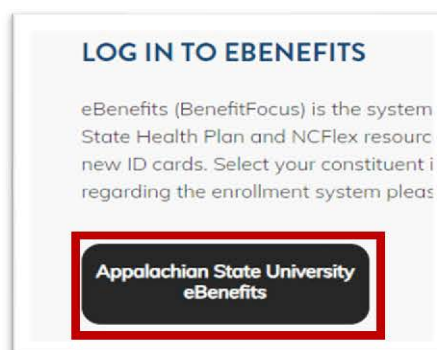 LOG IN TO EBENEFITS
eBenefits (BenefitFocus) is the system
State Health Plan and NCFlex resourc
new ID cards. Select your constituent i
regarding the enrollment system pleas
Appalachian State University
eBenefits